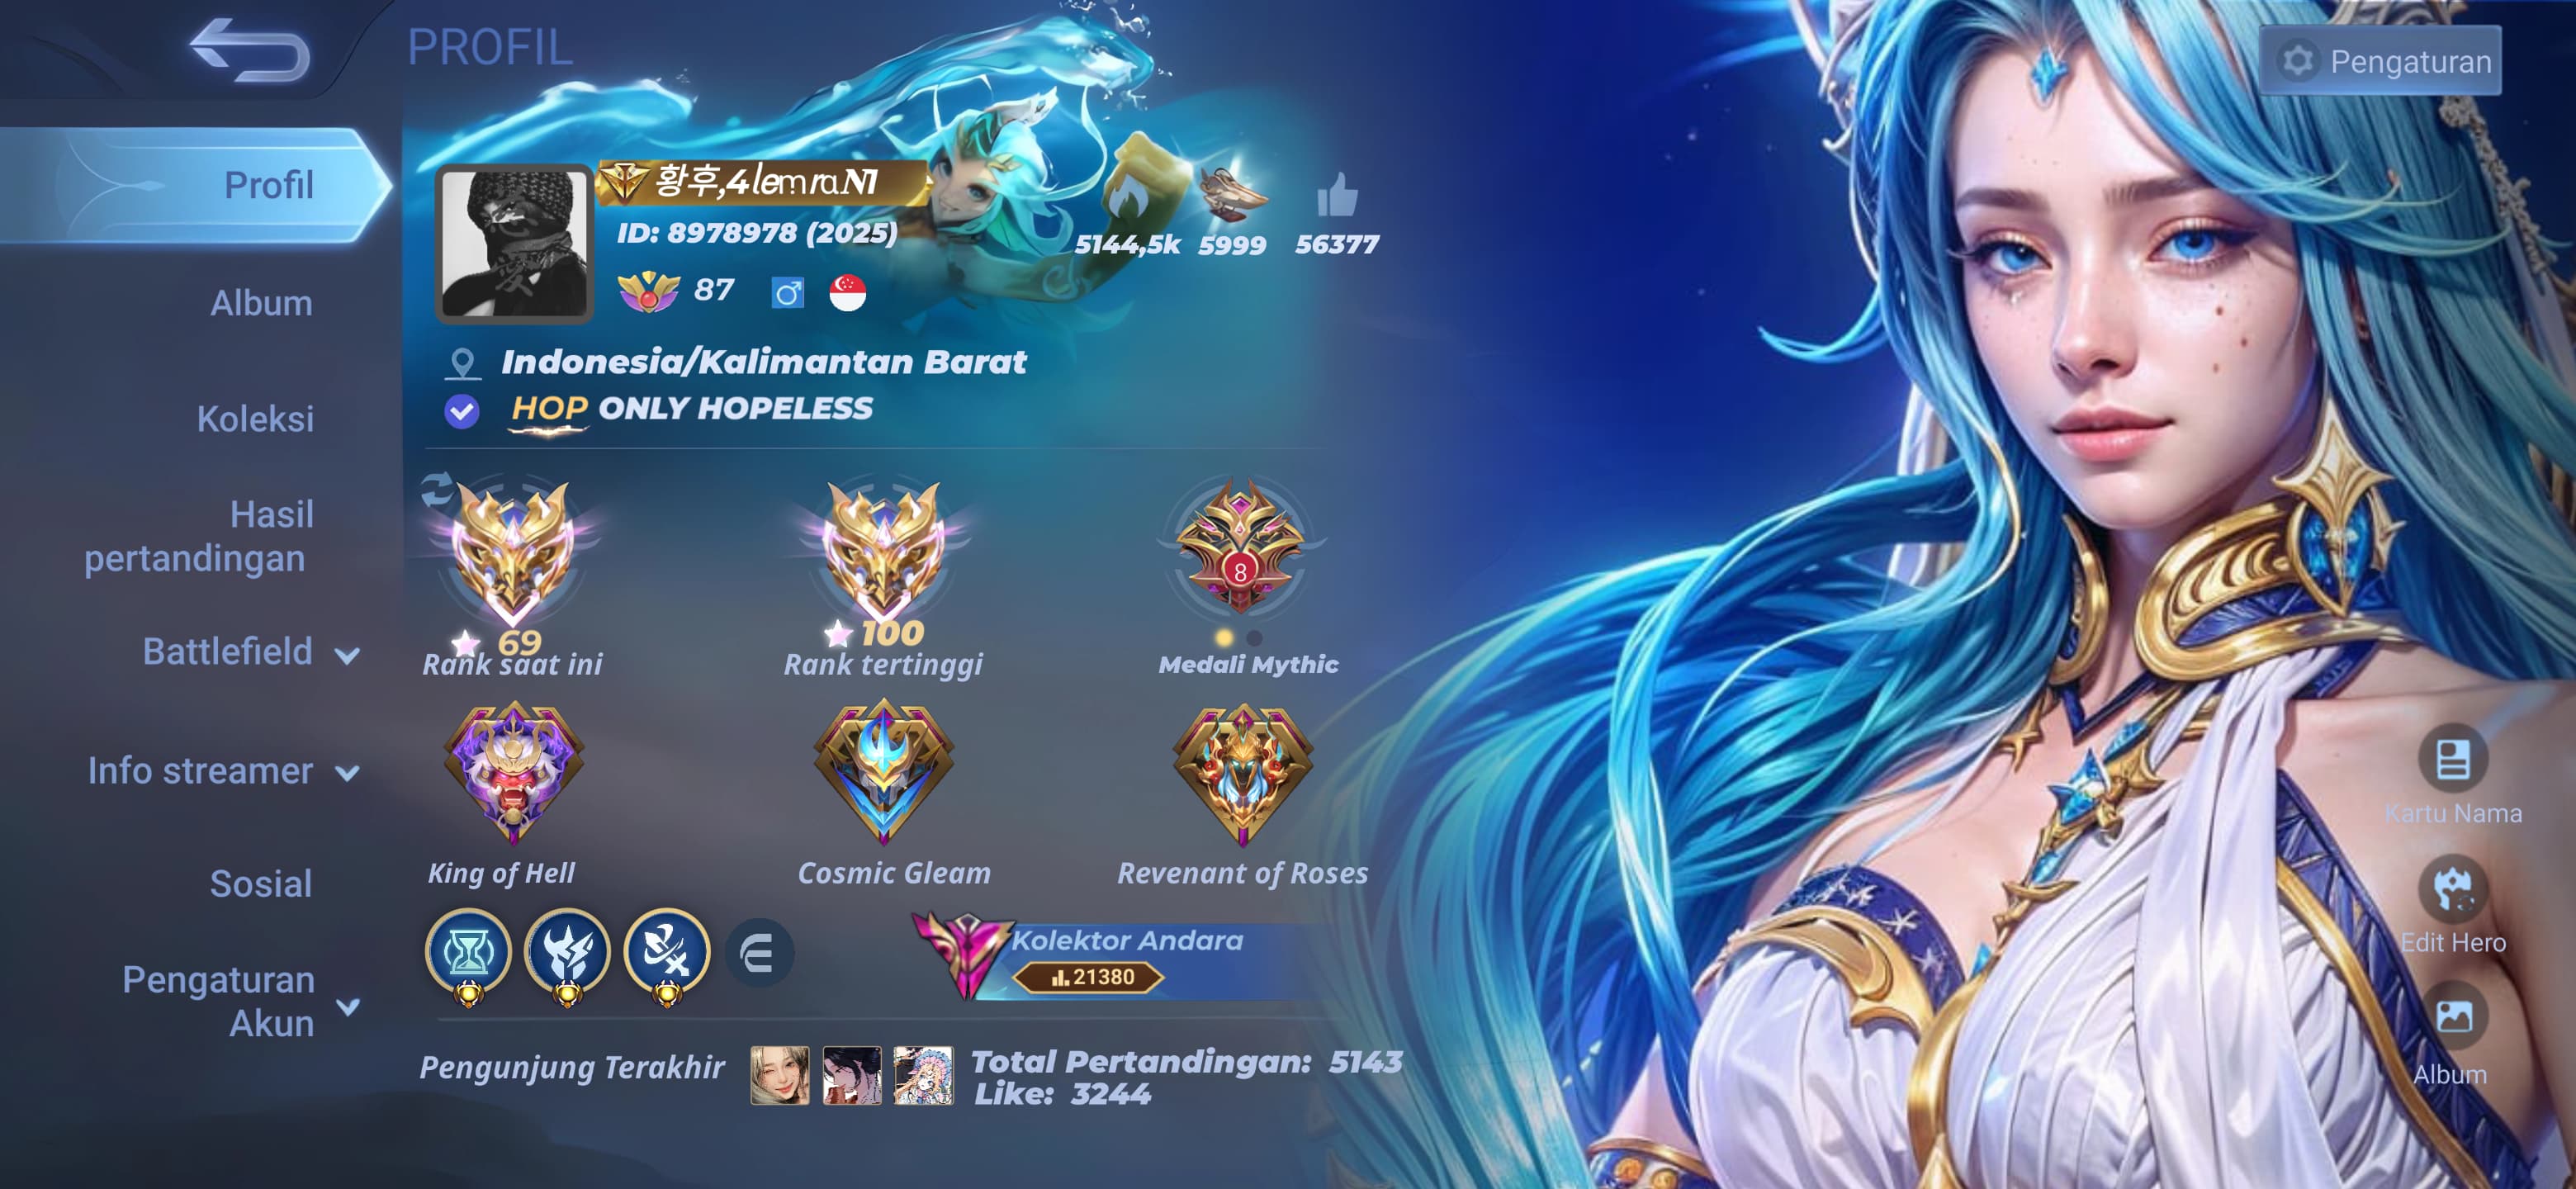 PROFIL
Pengaturan
Profil
Album
Koleksi
Hasil
pertandingan
Battlefield
Info streamer
Sosial
Pengaturan
Akun
황후,4lemraN1
ID: 8978978 (2025)
87
5144,5k
5999
56377
Indonesia/Kalimantan Barat
HOP ONLY HOPELESS
69
Rank saat ini
100
Rank tertinggi
8
Medali Mythic
King of Hell
Cosmic Gleam
Revenant of Roses
Kolektor Andara
21380
Pengunjung Terakhir
Total Pertandingan: 5143
Like: 3244
Kartu Nama
Edit Hero
Album